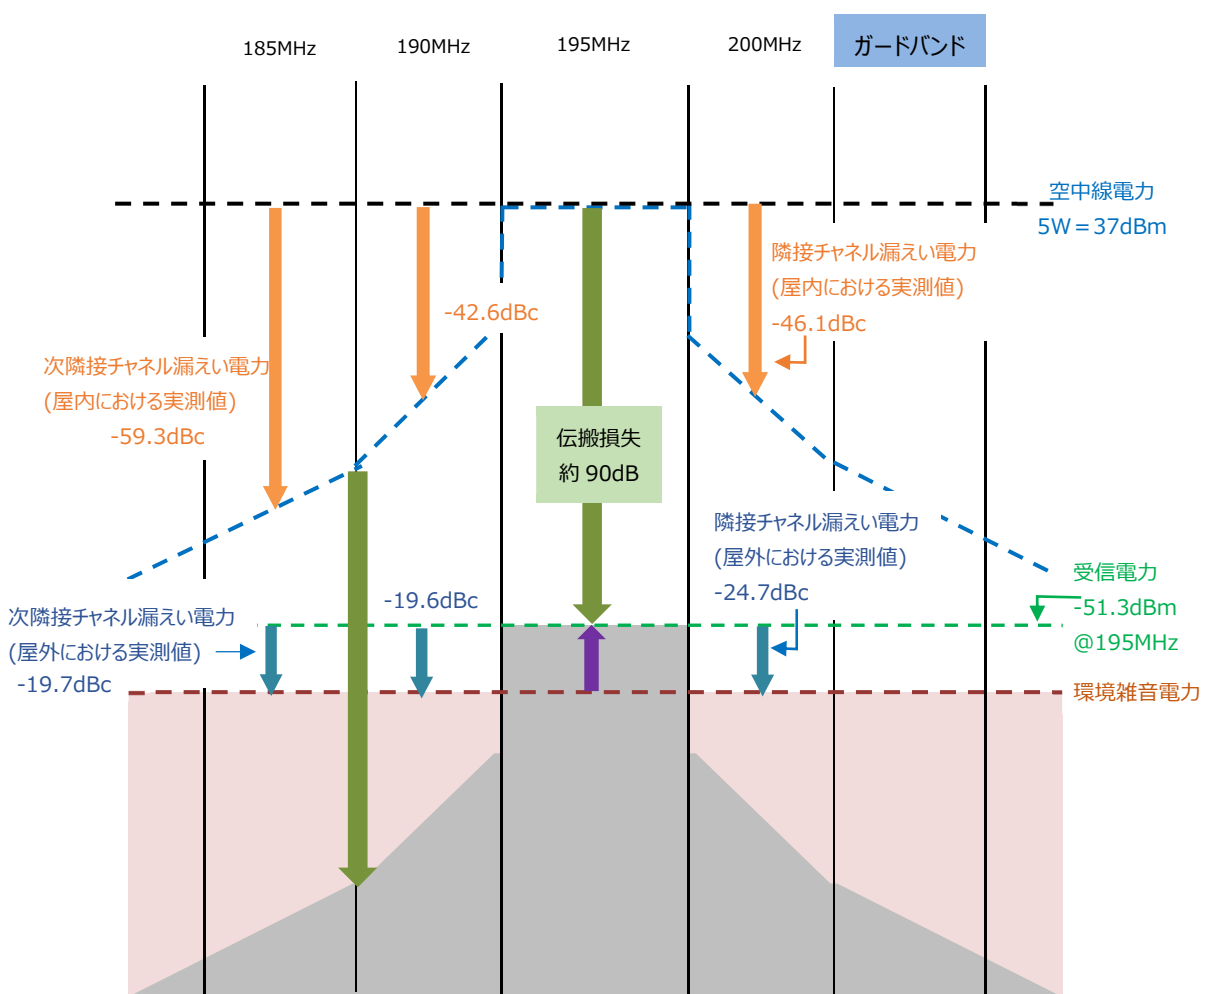 185MHz
190MHz
195MHz
200MHz
ガードバンド
空中線電力
5W＝37dBm
隣接チャネル漏えい電力
(屋内における実測値)
-46.1dBc
-42.6dBc
次隣接チャネル漏えい電力
(屋内における実測値)
-59.3dBc
伝搬損失
約 90dB
隣接チャネル漏えい電力
(屋外における実測値)
-24.7dBc
受信電力
-51.3dBm
@195MHz
-19.6dBc
次隣接チャネル漏えい電力
(屋外における実測値)
-19.7dBc
環境雑音電力